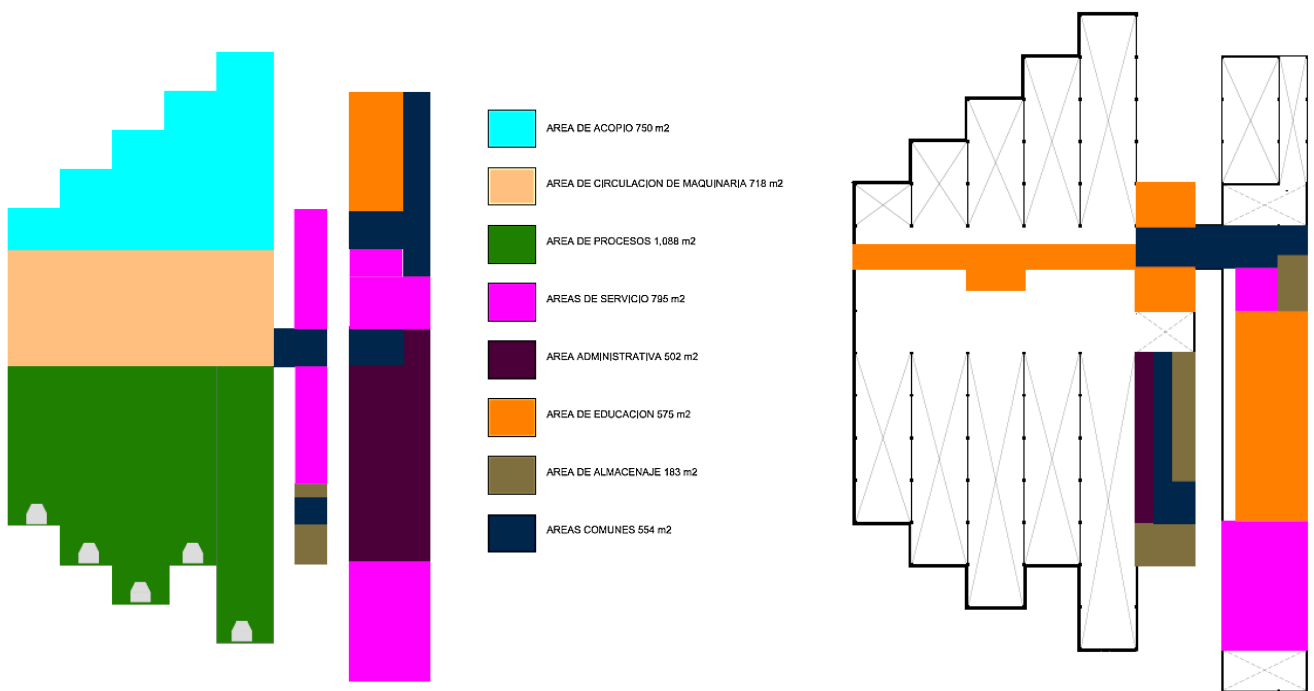 AREA DE ACOPIO 750 m2
AREA DE CIRCULACION DE MAQUINARIA 718 m2
AREA DE PROCESOS 1,088 m2
AREAS DE SERVICIO 795 m2
AREA ADMINISTRATIVA 502 m2
AREA DE EDUCACION 575 m2
AREA DE ALMACENAJE 183 m2
AREAS COMUNES 554 m2